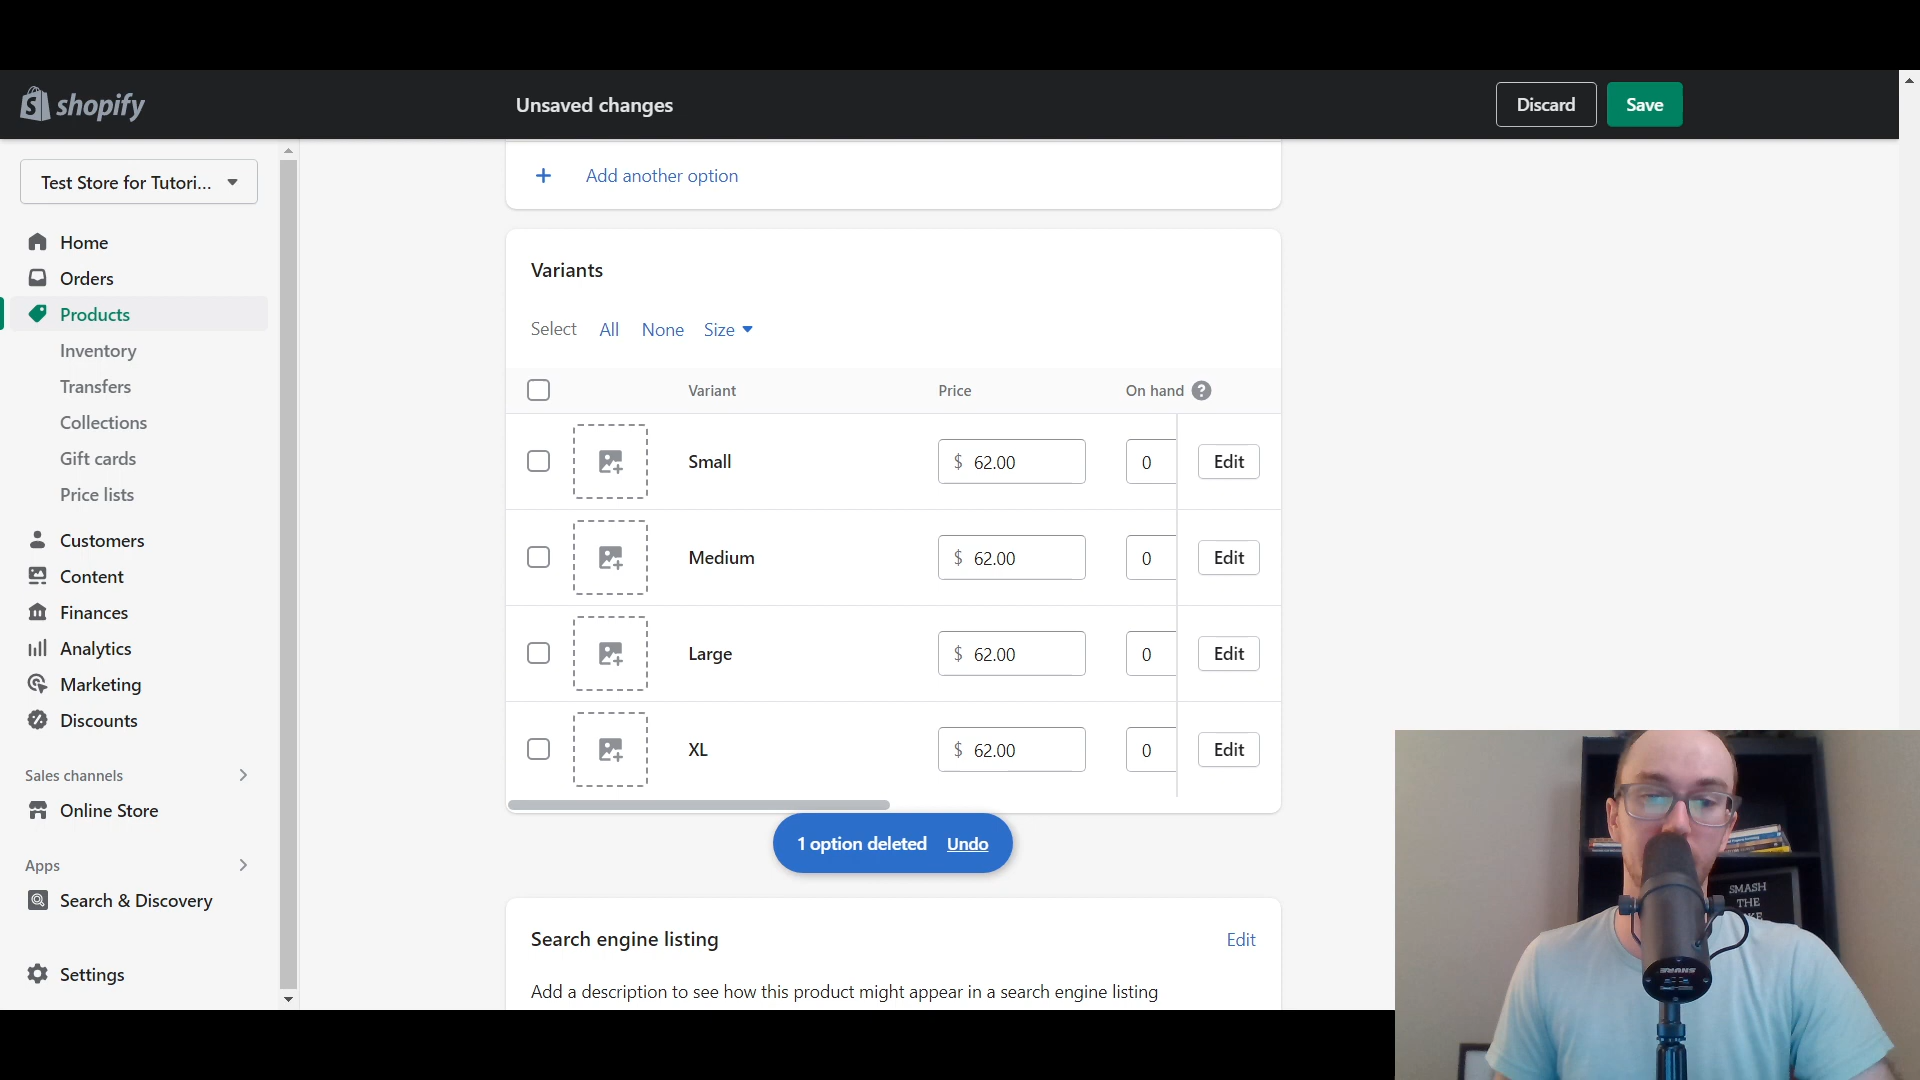 shopify
Unsaved changes
Discard
Save
Test Store for Tutori...
Home
Orders
Products
Inventory
Transfers
Collections
Gift cards
Price lists
Customers
Content
Finances
Analytics
Marketing
Discounts
Sales channels
Online Store
Apps
Search & Discovery
Settings
+ Add another option
Variants
Select All None Size
Variant Price On hand ?
Small $ 62.00 0 Edit
Medium $ 62.00 0 Edit
Large $ 62.00 0 Edit
XL $ 62.00 0 Edit
1 option deleted Undo
Search engine listing Edit
Add a description to see how this product might appear in a search engine listing
SMASH
THE
SHURE